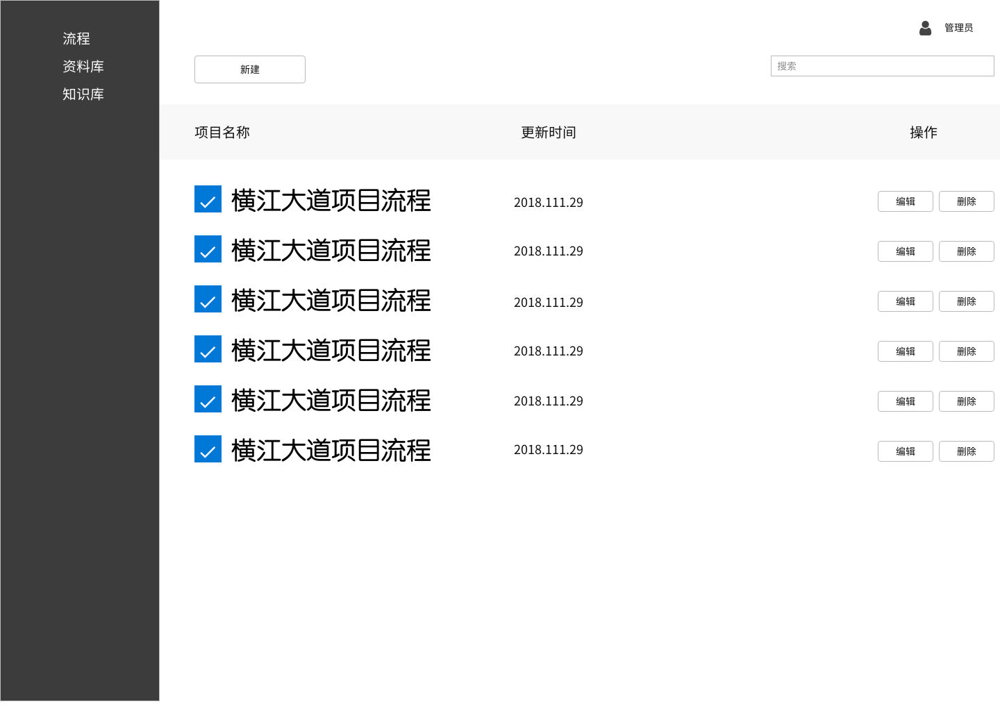 流程
资料库
知识库
管理员
新建
搜索
项目名称 更新时间 操作
横江大道项目流程 2018.111.29 编辑 删除
横江大道项目流程 2018.111.29 编辑 删除
横江大道项目流程 2018.111.29 编辑 删除
横江大道项目流程 2018.111.29 编辑 删除
横江大道项目流程 2018.111.29 编辑 删除
横江大道项目流程 2018.111.29 编辑 删除